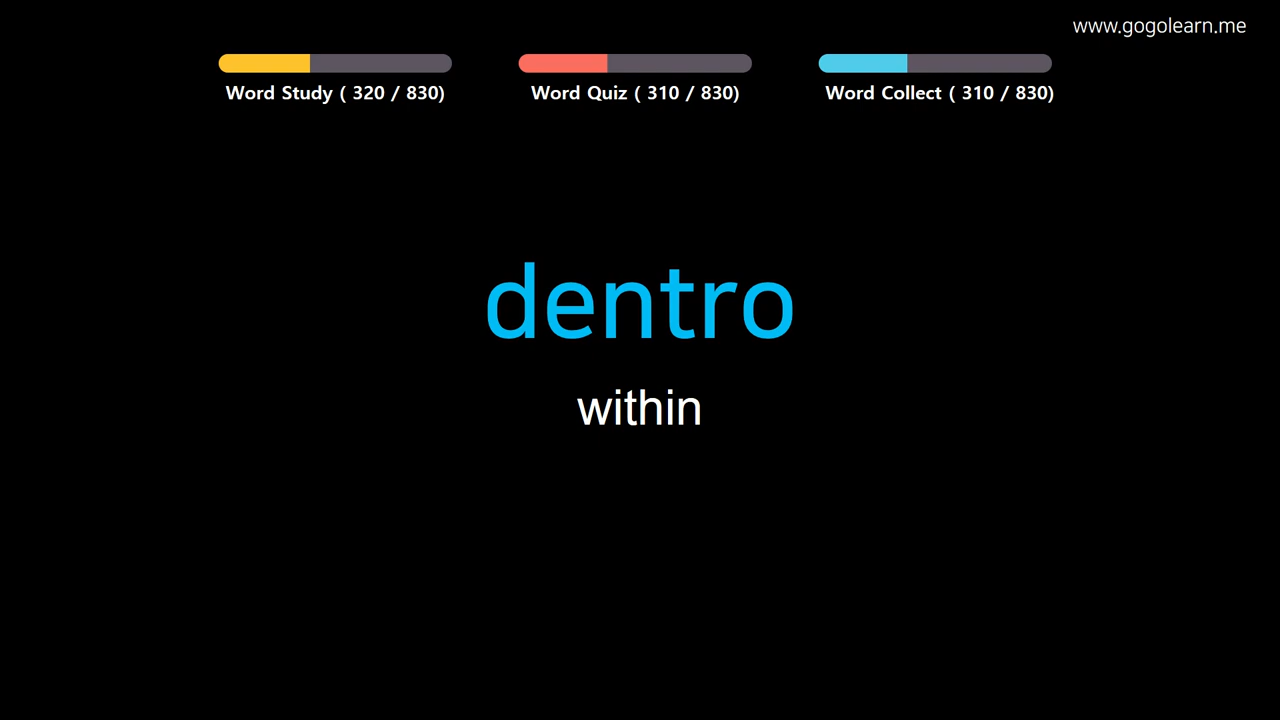 www.gogolearn.me
Word Study ( 320 / 830)
Word Quiz ( 310 / 830)
Word Collect ( 310 / 830)
dentro
within